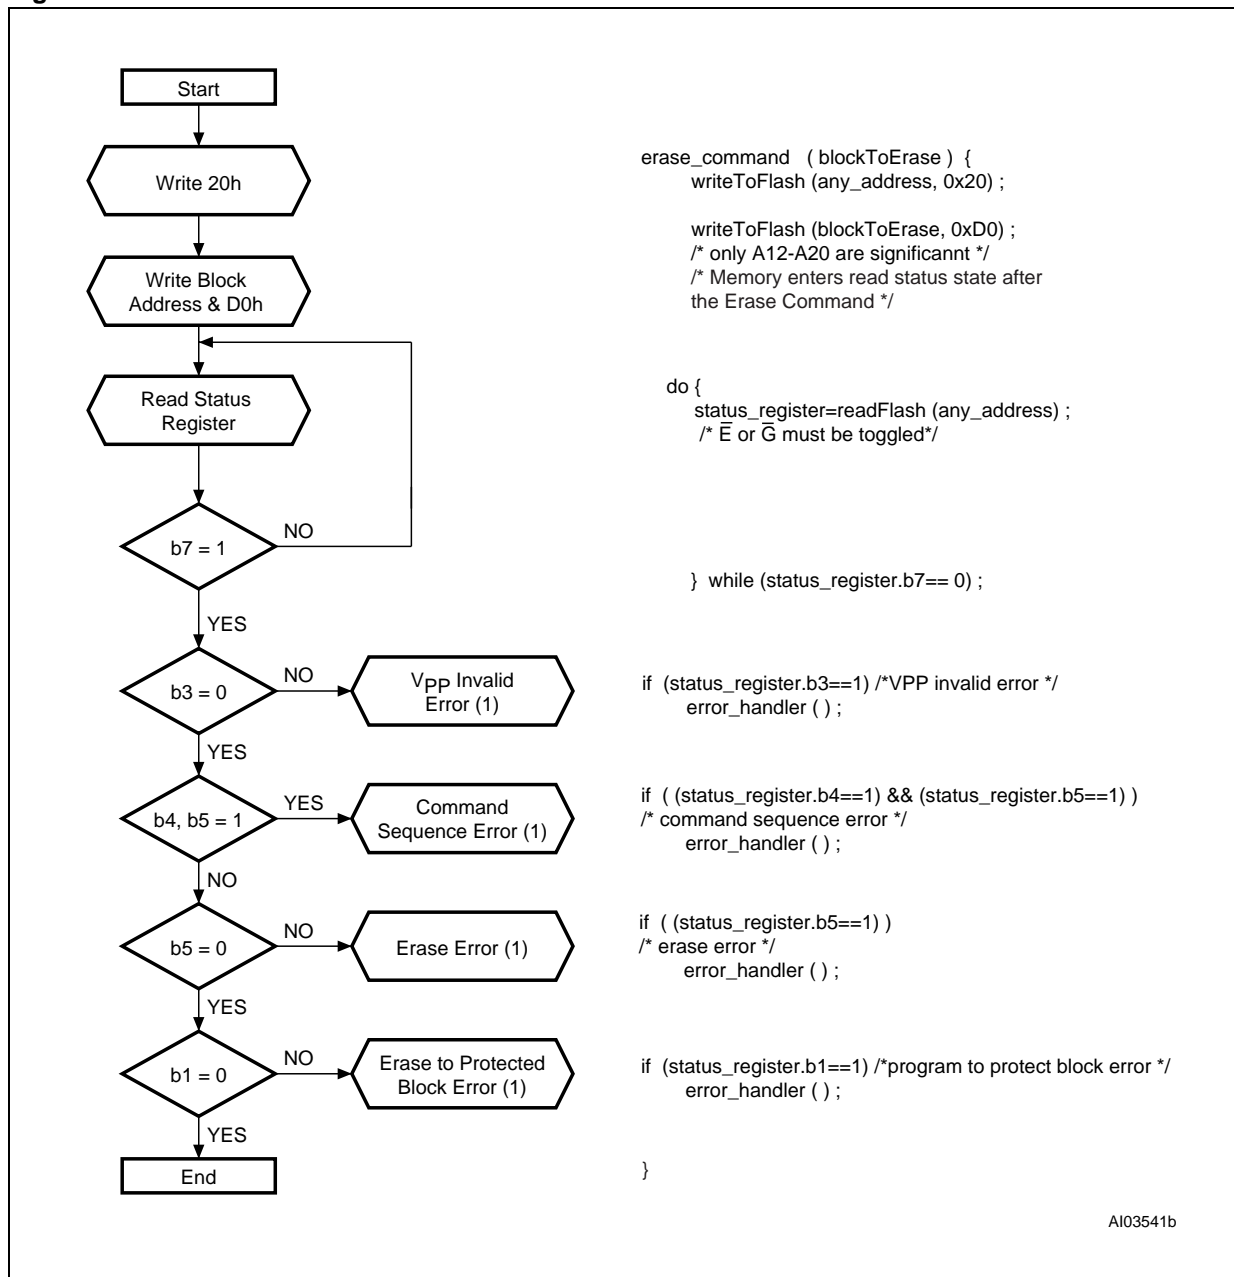 Start
Write 20h
Write Block
Address & D0h
Read Status
Register
b7 = 1
NO
YES
b3 = 0
NO
VPP Invalid
Error (1)
YES
b4, b5 = 1
YES
Command
Sequence Error (1)
NO
b5 = 0
NO
Erase Error (1)
YES
b1 = 0
NO
Erase to Protected
Block Error (1)
YES
End
erase_command ( blockToErase ) {
writeToFlash (any_address, 0x20) ;
writeToFlash (blockToErase, 0xD0) ;
/* only A12-A20 are significannt */
/* Memory enters read status state after
the Erase Command */
do {
status_register=readFlash (any_address) ;
/* E̅ or G̅ must be toggled*/
} while (status_register.b7== 0) ;
if (status_register.b3==1) /*VPP invalid error */
error_handler ( ) ;
if ( (status_register.b4==1) && (status_register.b5==1) )
/* command sequence error */
error_handler ( ) ;
if ( (status_register.b5==1) )
/* erase error */
error_handler ( ) ;
if (status_register.b1==1) /*program to protect block error */
error_handler ( ) ;
}
AI03541b